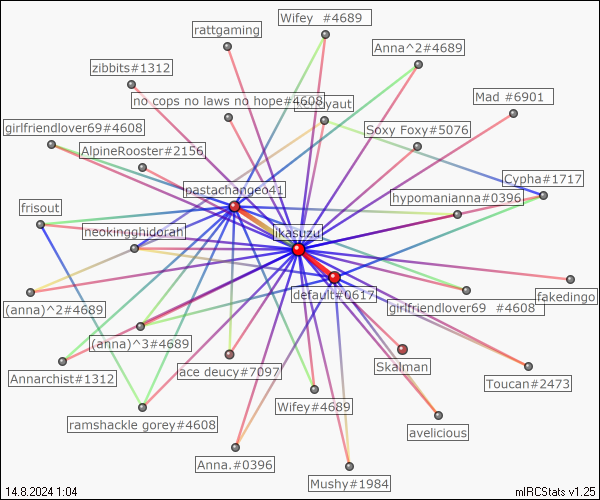 Wifey #4689
rattgaming
Anna^2#4689
zibbits#1312
no cops no laws no hope#4608
Mad #6901
girlfriendlover69#4608
Soxy Foxy#5076
AlpineRooster#2156
Cypha#1717
pastachangeo41
hypomanianna#0396
frisout
neokingghidorah
ikasuzu
default#0617
(anna)^2#4689
girlfriendlover69 #4608
fakedingo
(anna)^3#4689
Skalman
Annarchist#1312
ace deucy#7097
Toucan#2473
Wifey#4689
ramshackle gorey#4608
avelicious
Anna.#0396
Mushy#1984
14.8.2024 1:04
mIRCStats v1.25